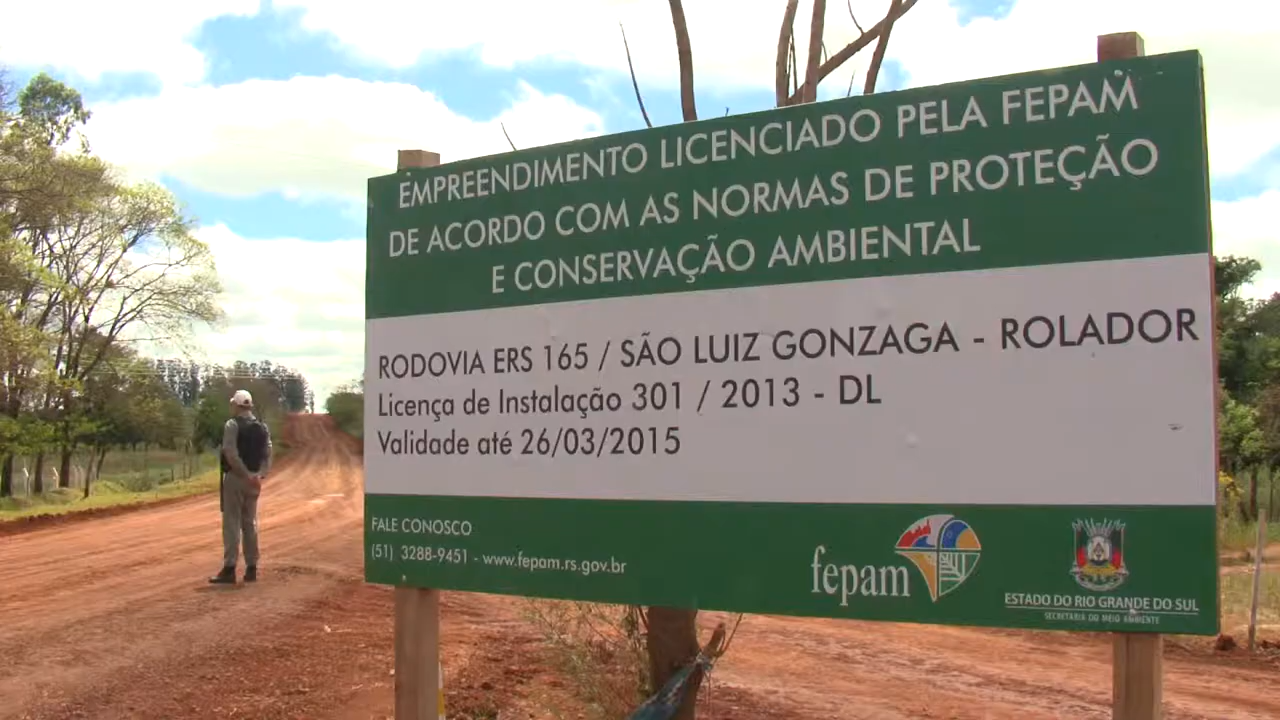 EMPREENDIMENTO LICENCIADO PELA FEPAM
DE ACORDO COM AS NORMAS DE PROTEÇÃO
E CONSERVAÇÃO AMBIENTAL
RODOVIA ERS 165 / SÃO LUIZ GONZAGA - ROLADOR
Licença de Instalação 301 / 2013 - DL
Validade até 26/03/2015
FALE CONOSCO
(51) 3288-9451 - www.fepam.rs.gov.br
fepam
ESTADO DO RIO GRANDE DO SUL
SECRETARIA DO MEIO AMBIENTE